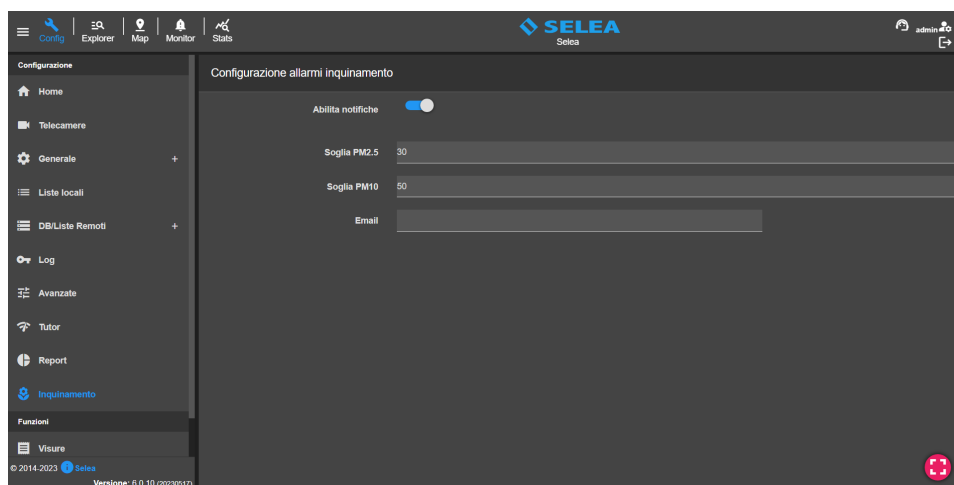 Config
Explorer
Map
Monitor
Stats
SELEA
Selea
admin
Configurazione
Home
Telecamere
Generale +
Liste locali
DB/Liste Remoti +
Log
Avanzate
Tutor
Report
Inquinamento
Funzioni
Visure
© 2014-2023 Selea
Versione: 6.0.10 (20230517)
Configurazione allarmi inquinamento
Abilita notifiche
Soglia PM2.5 30
Soglia PM10 50
Email